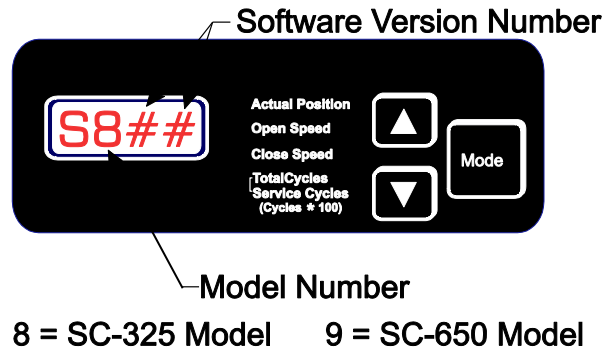 Software Version Number
S8##
Actual Position
Open Speed
Close Speed
TotalCycles
Service Cycles
(Cycles * 100)
Mode
Model Number
8 = SC-325 Model 9 = SC-650 Model